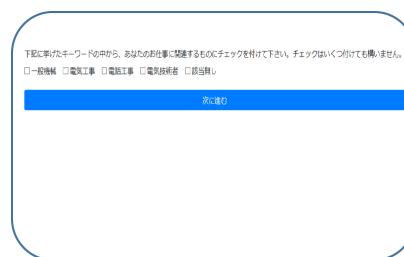 下記に挙げたキーワードの中から、あなたのお仕事に関連するものにチェックを付けて下さい。チェックはいくつ付けても構いません。
□一般機械 □電気工事 □電話工事 □電気技術者 □該当無し
次に進む